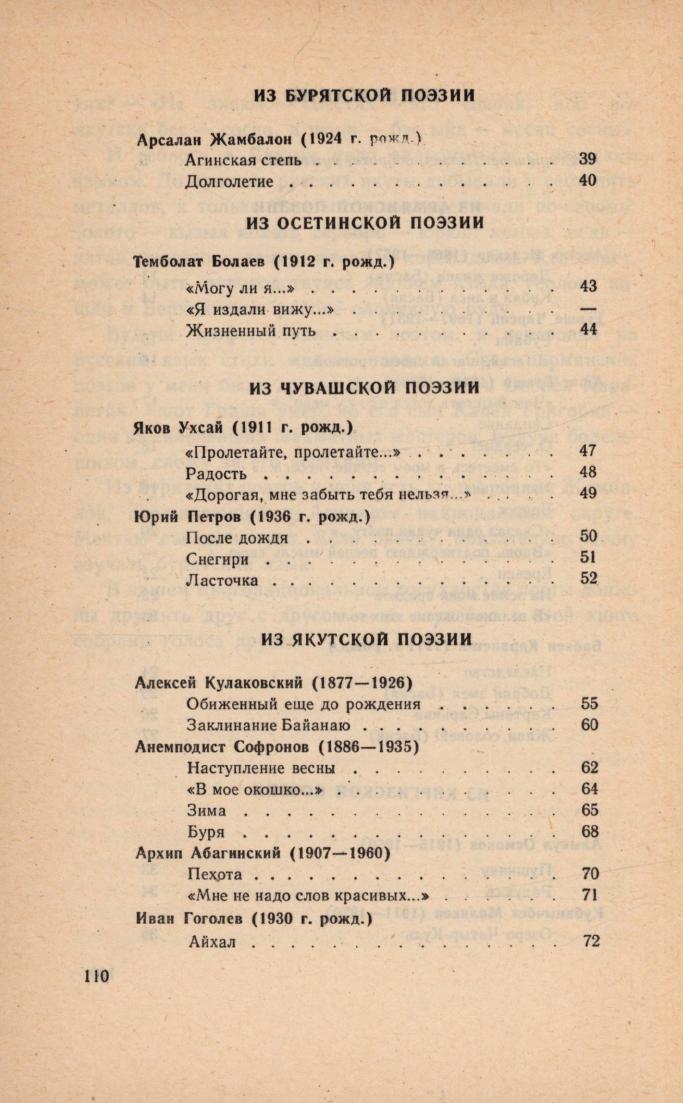 ИЗ БУРЯТСКОЙ ПОЭЗИИ
Арсалан Жамбалон (1924 г. рожд.)
Агинская степь . . . . . . . . . . . . 39
Долголетие . . . . . . . . . . . . . 40
ИЗ ОСЕТИНСКОЙ ПОЭЗИИ
Темболат Болаев (1912 г. рожд.)
«Могу ли я...» . . . . . . . . . . . . 43
«Я издали вижу...» . . . . . . . . . . —
Жизненный путь . . . . . . . . . . . 44
ИЗ ЧУВАШСКОЙ ПОЭЗИИ
Яков Ухсай (1911 г. рожд.)
«Пролетайте, пролетайте...» . . . . . . . 47
Радость . . . . . . . . . . . . . . 48
«Дорогая, мне забыть тебя нельзя...» . . . . 49
Юрий Петров (1936 г. рожд.)
После дождя . . . . . . . . . . . . 50
Снегири . . . . . . . . . . . . . . 51
Ласточка . . . . . . . . . . . . . . 52
ИЗ ЯКУТСКОЙ ПОЭЗИИ
Алексей Кулаковский (1877—1926)
Обиженный еще до рождения . . . . . . 55
Заклинание Байанаю . . . . . . . . . . 60
Анемподист Софронов (1886—1935)
Наступление весны . . . . . . . . . . 62
«В мое окошко...» . . . . . . . . . . . 64
Зима . . . . . . . . . . . . . . . 65
Буря . . . . . . . . . . . . . . . 68
Архип Абагинский (1907—1960)
Пехота . . . . . . . . . . . . . . . 70
«Мне не надо слов красивых...» . . . . . . 71
Иван Гоголев (1930 г. рожд.)
Айхал . . . . . . . . . . . . . . . 72
110